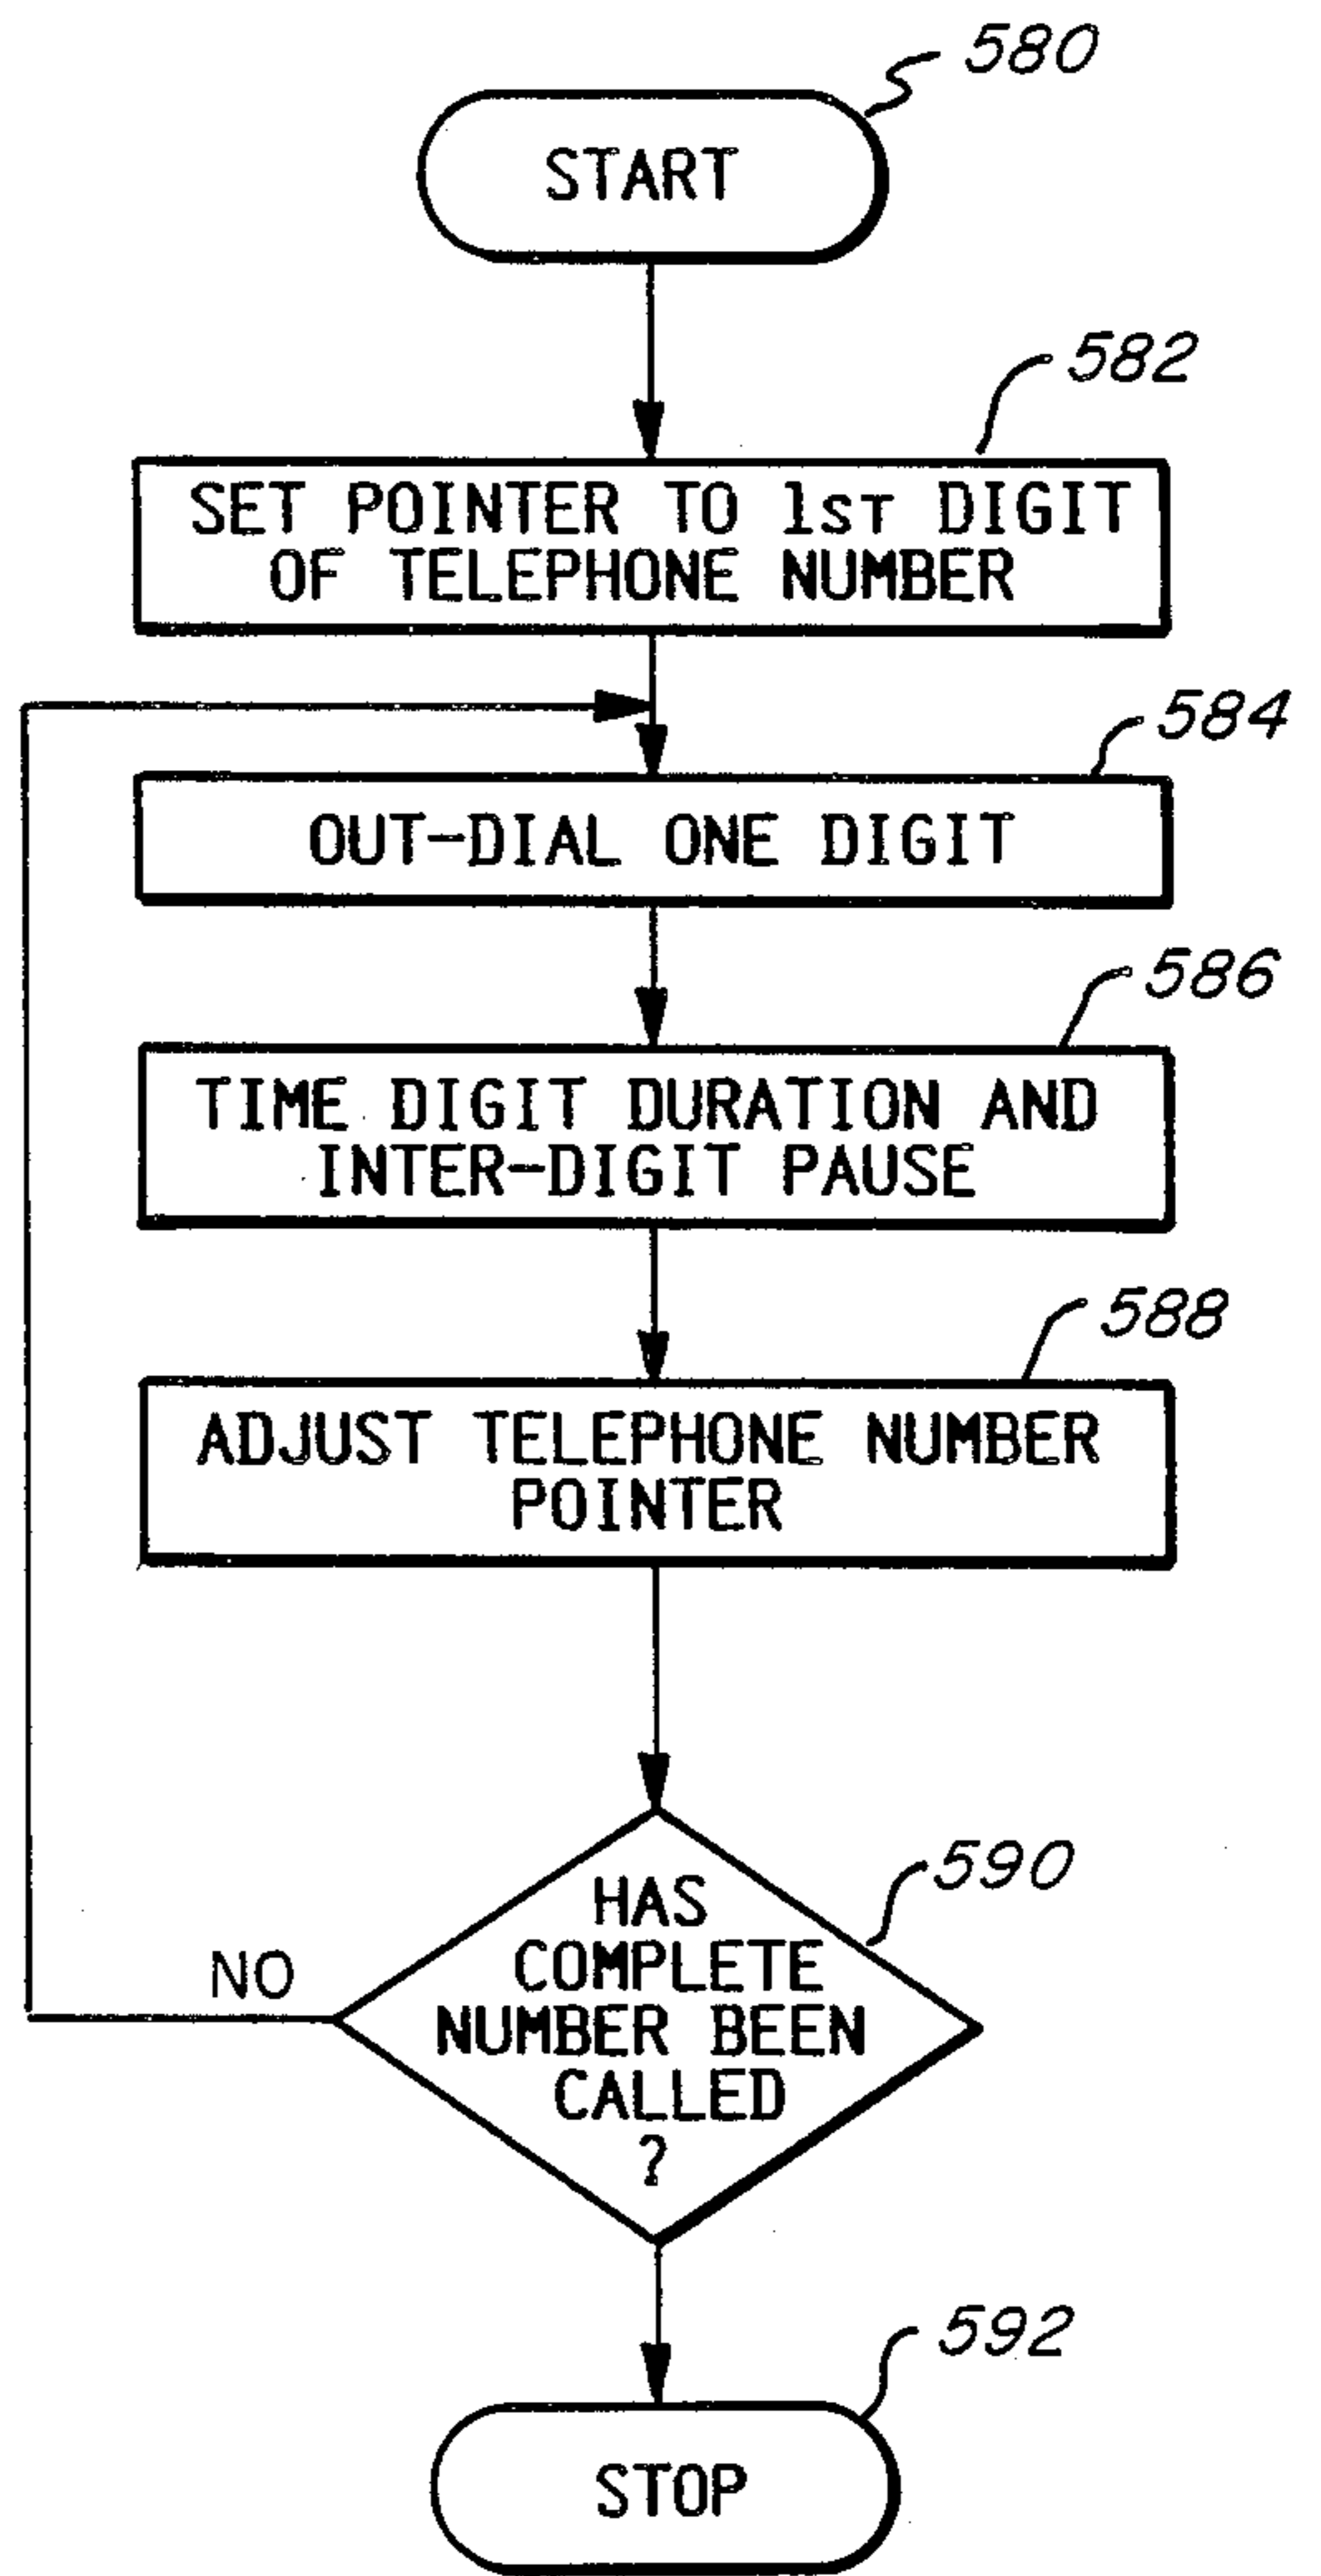 580
START
582
SET POINTER TO 1ST DIGIT
OF TELEPHONE NUMBER
584
OUT-DIAL ONE DIGIT
586
TIME DIGIT DURATION AND
INTER-DIGIT PAUSE
588
ADJUST TELEPHONE NUMBER
POINTER
590
HAS
COMPLETE
NUMBER BEEN
CALLED
?
NO
592
STOP